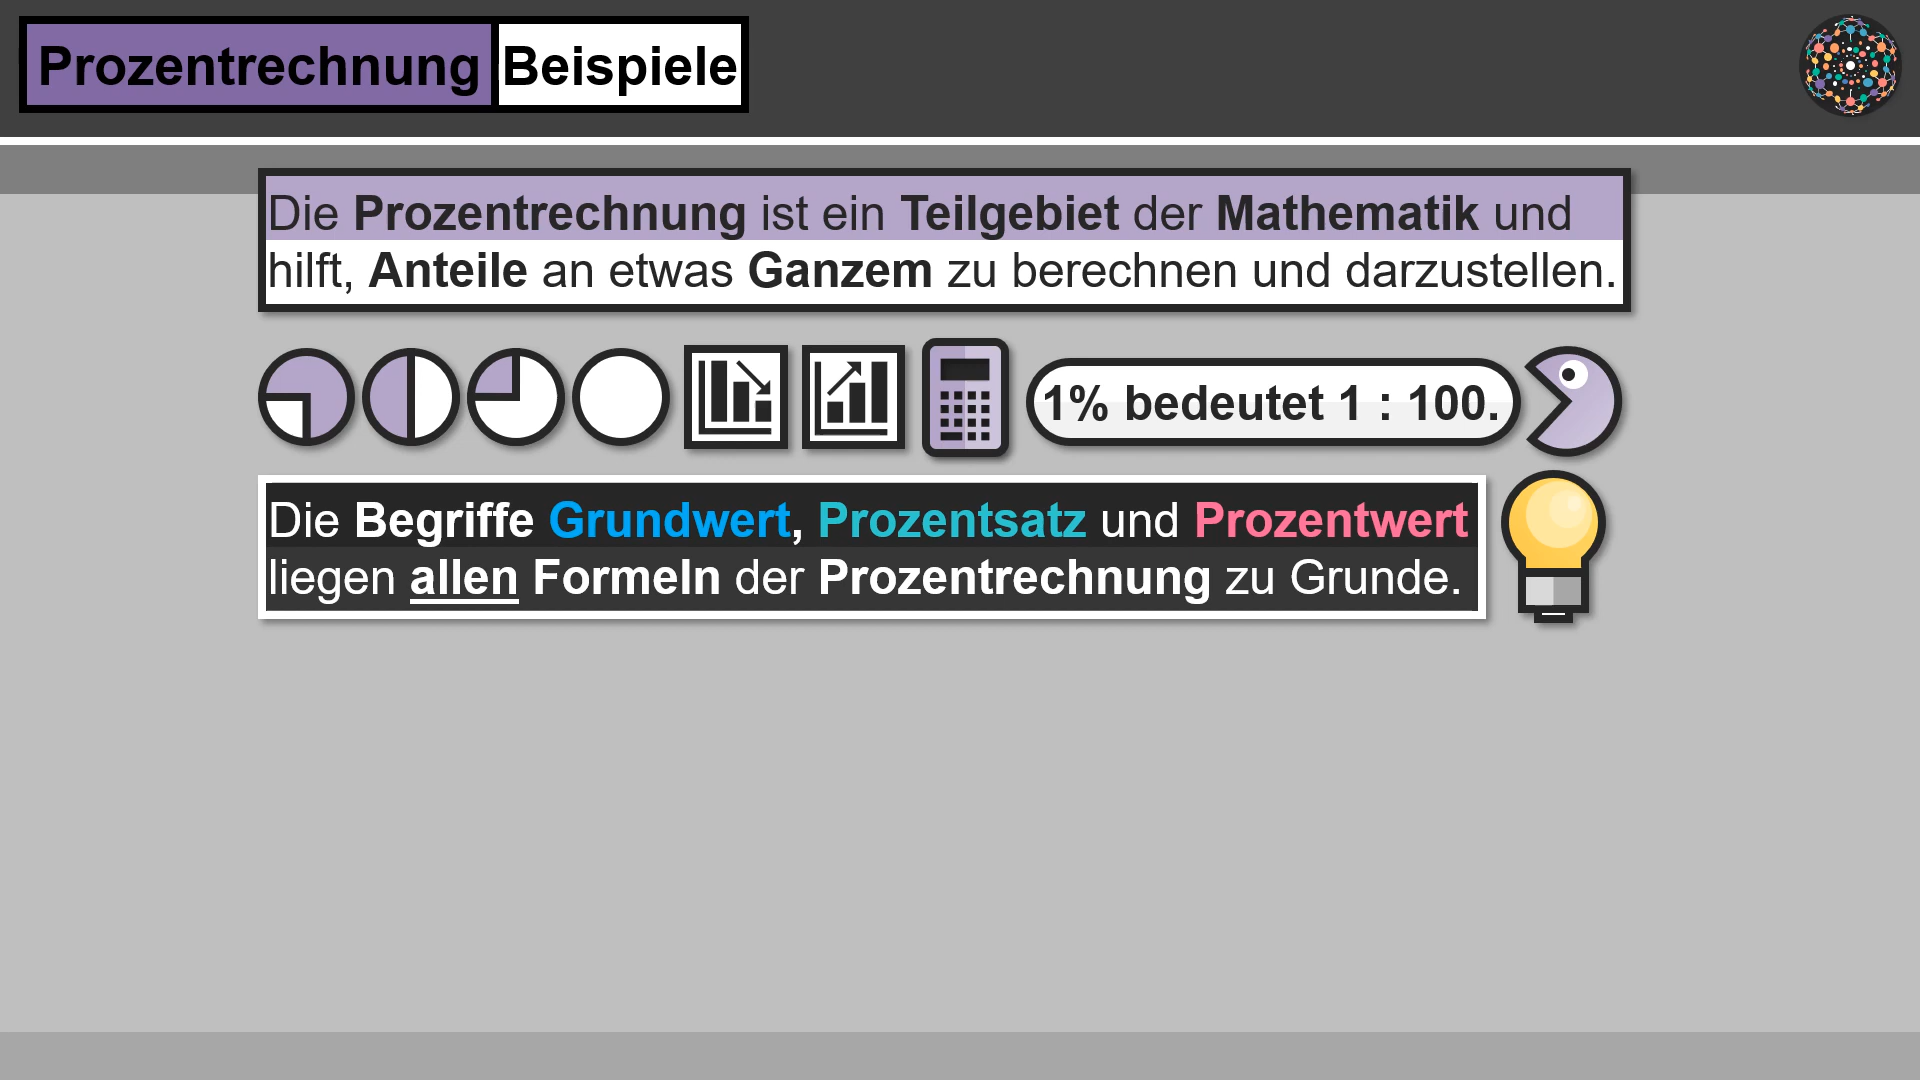 Prozentrechnung Beispiele
Die Prozentrechnung ist ein Teilgebiet der Mathematik und
hilft, Anteile an etwas Ganzem zu berechnen und darzustellen.
1% bedeutet 1 : 100.
Die Begriffe Grundwert, Prozentsatz und Prozentwert
liegen allen Formeln der Prozentrechnung zu Grunde.